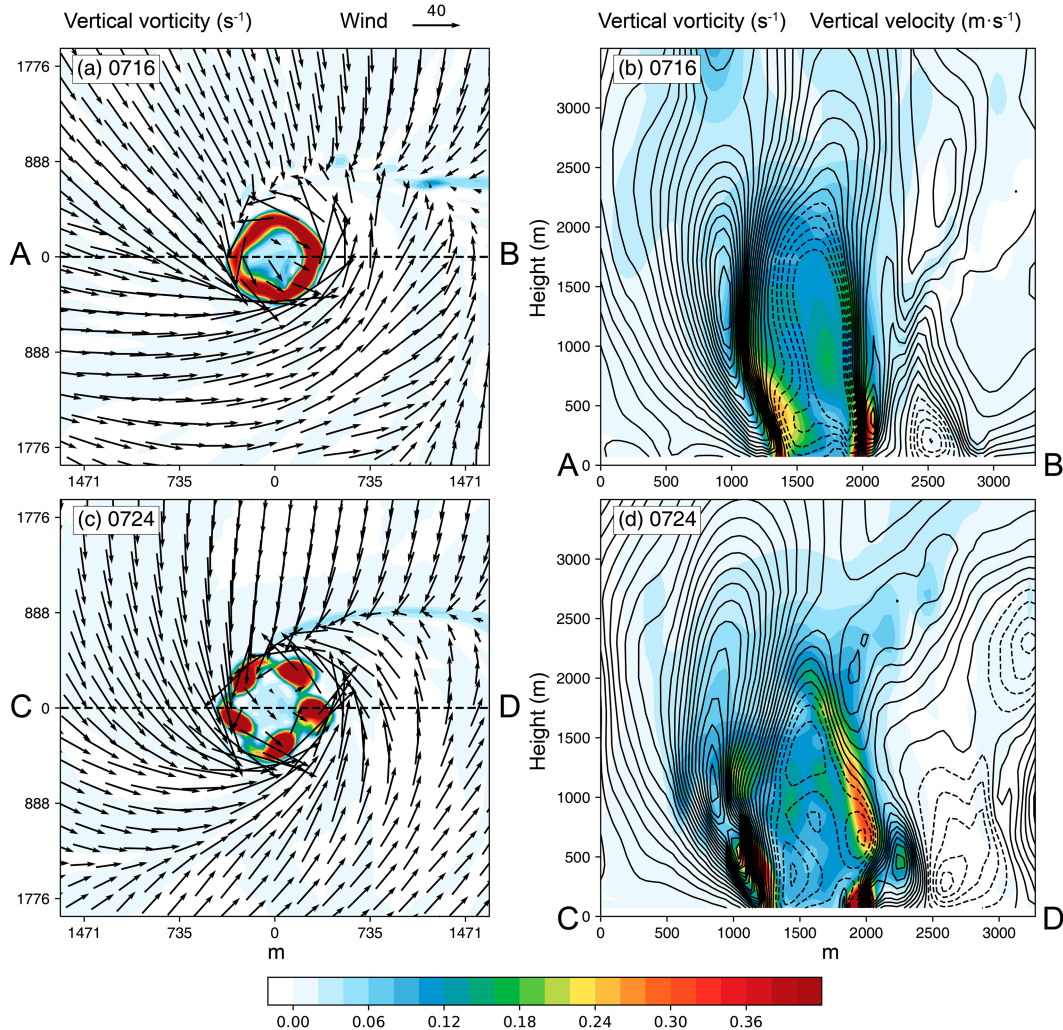 Vertical vorticity (s⁻¹) Wind 40
Vertical vorticity (s⁻¹) Vertical velocity (m·s⁻¹)
(a) 0716
1776
888
0
888
1776
A
B
1471 735 0 735 1471
(b) 0716
Height (m)
3500
3000
2500
2000
1500
1000
500
0
A
B
0 500 1000 1500 2000 2500 3000
(c) 0724
1776
888
0
888
1776
C
D
1471 735 0 735 1471
m
(d) 0724
Height (m)
3000
2500
2000
1500
1000
500
0
C
D
0 500 1000 1500 2000 2500 3000
m
0.00 0.06 0.12 0.18 0.24 0.30 0.36